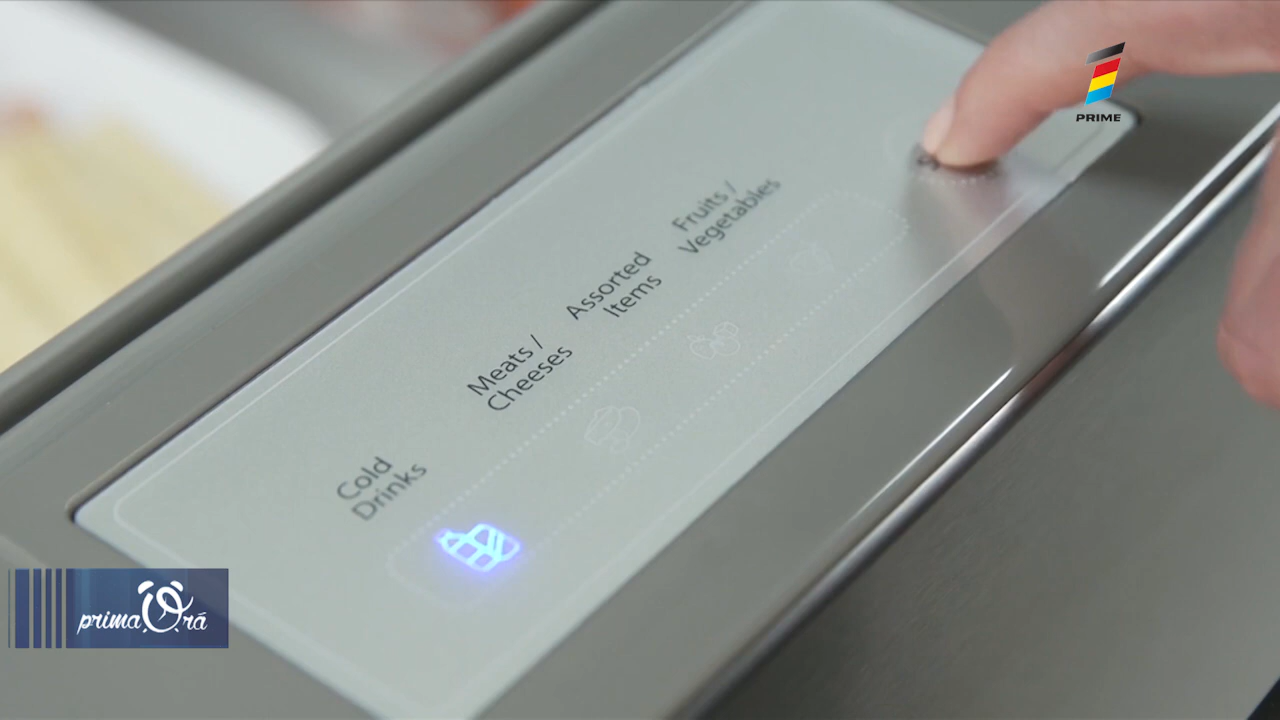 PRIME
Fruits /
Vegetables
Assorted
Items
Meats /
Cheeses
Cold
Drinks
prima Oră